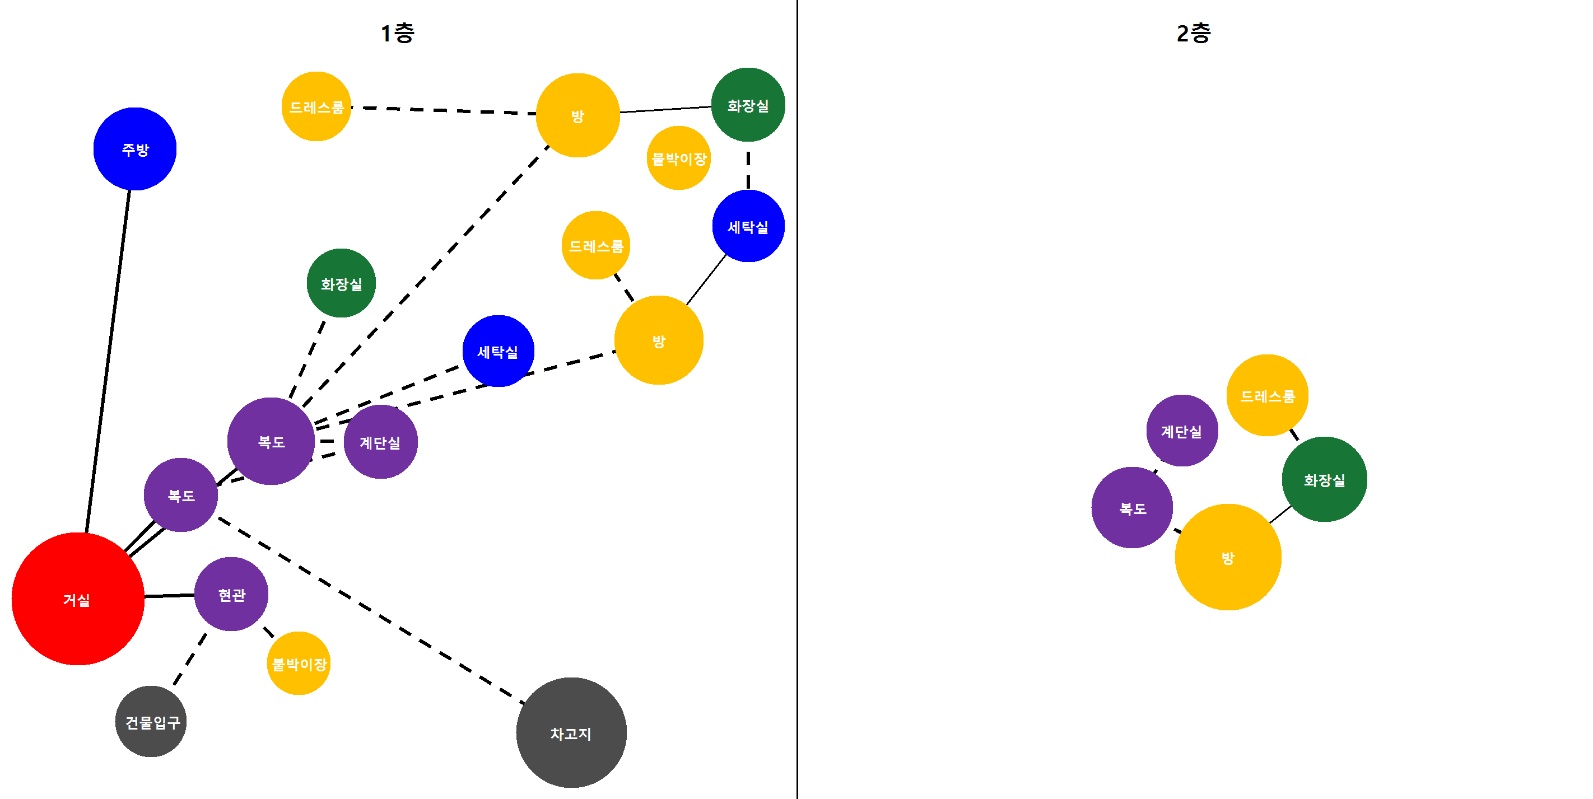 1층
2층
드레스룸
방
화장실
주방
붙박이장
세탁실
드레스룸
화장실
세탁실
방
복도
계단실
복도
거실
현관
붙박이장
건물입구
차고지
드레스룸
계단실
화장실
복도
방